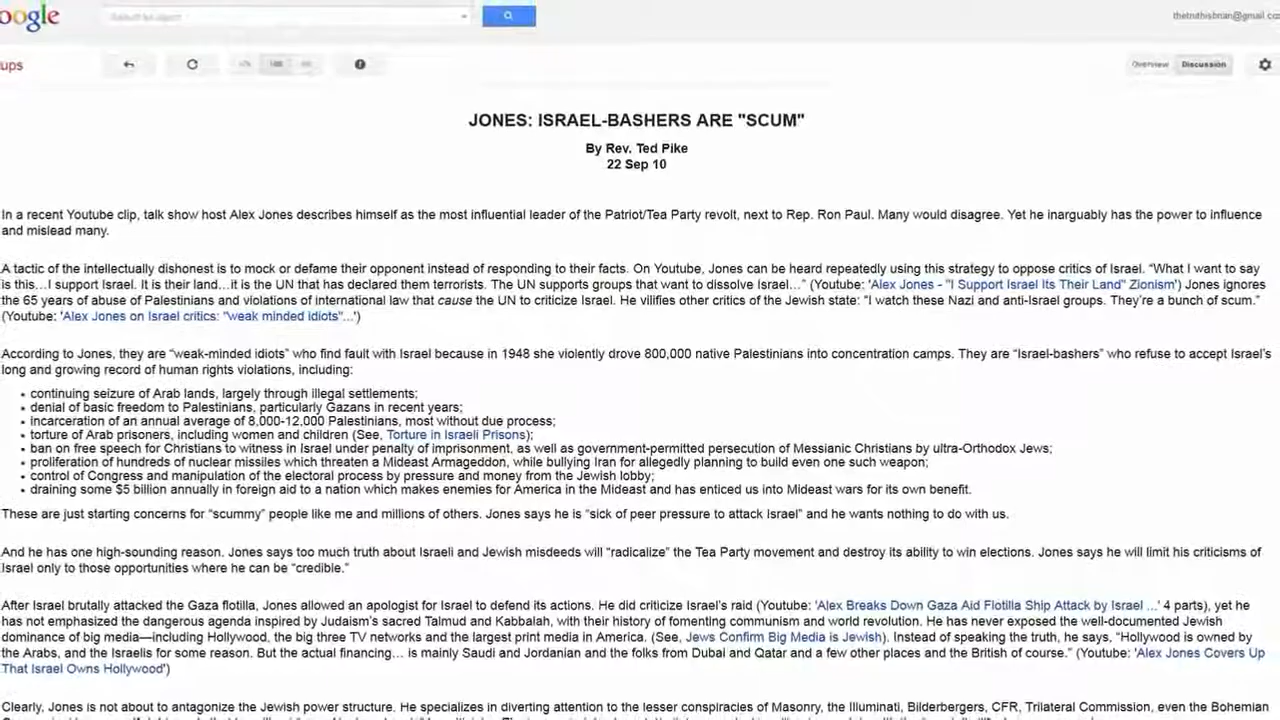 oogle
thetruthisbrian@gmail.co
ups
Overview
Discussion
JONES: ISRAEL-BASHERS ARE "SCUM"
By Rev. Ted Pike
22 Sep 10
In a recent Youtube clip, talk show host Alex Jones describes himself as the most influential leader of the Patriot/Tea Party revolt, next to Rep. Ron Paul. Many would disagree. Yet he inarguably has the power to influence
and mislead many.
A tactic of the intellectually dishonest is to mock or defame their opponent instead of responding to their facts. On Youtube, Jones can be heard repeatedly using this strategy to oppose critics of Israel. “What I want to say
is this…I support Israel. It is their land…it is the UN that has declared them terrorists. The UN supports groups that want to dissolve Israel…” (Youtube: 'Alex Jones - "I Support Israel Its Their Land" Zionism') Jones ignores
the 65 years of abuse of Palestinians and violations of international law that cause the UN to criticize Israel. He vilifies other critics of the Jewish state: “I watch these Nazi and anti-Israel groups. They’re a bunch of scum.”
(Youtube: 'Alex Jones on Israel critics: "weak minded idiots"...')
According to Jones, they are “weak-minded idiots” who find fault with Israel because in 1948 she violently drove 800,000 native Palestinians into concentration camps. They are “Israel-bashers” who refuse to accept Israel’s
long and growing record of human rights violations, including:
• continuing seizure of Arab lands, largely through illegal settlements;
• denial of basic freedom to Palestinians, particularly Gazans in recent years;
• incarceration of an annual average of 8,000-12,000 Palestinians, most without due process;
• torture of Arab prisoners, including women and children (See, Torture in Israeli Prisons);
• ban on free speech for Christians to witness in Israel under penalty of imprisonment, as well as government-permitted persecution of Messianic Christians by ultra-Orthodox Jews;
• proliferation of hundreds of nuclear missiles which threaten a Mideast Armageddon, while bullying Iran for allegedly planning to build even one such weapon;
• control of Congress and manipulation of the electoral process by pressure and money from the Jewish lobby;
• draining some $5 billion annually in foreign aid to a nation which makes enemies for America in the Mideast and has enticed us into Mideast wars for its own benefit.
These are just starting concerns for “scummy” people like me and millions of others. Jones says he is “sick of peer pressure to attack Israel” and he wants nothing to do with us.
And he has one high-sounding reason. Jones says too much truth about Israeli and Jewish misdeeds will “radicalize” the Tea Party movement and destroy its ability to win elections. Jones says he will limit his criticisms of
Israel only to those opportunities where he can be “credible.”
After Israel brutally attacked the Gaza flotilla, Jones allowed an apologist for Israel to defend its actions. He did criticize Israel’s raid (Youtube: 'Alex Breaks Down Gaza Aid Flotilla Ship Attack by Israel ...' 4 parts), yet he
has not emphasized the dangerous agenda inspired by Judaism’s sacred Talmud and Kabbalah, with their history of fomenting communism and world revolution. He has never exposed the well-documented Jewish
dominance of big media—including Hollywood, the big three TV networks and the largest print media in America. (See, Jews Confirm Big Media is Jewish). Instead of speaking the truth, he says, “Hollywood is owned by
the Arabs, and the Israelis for some reason. But the actual financing… is mainly Saudi and Jordanian and the folks from Dubai and Qatar and a few other places and the British of course.” (Youtube: 'Alex Jones Covers Up
That Israel Owns Hollywood')
Clearly, Jones is not about to antagonize the Jewish power structure. He specializes in diverting attention to the lesser conspiracies of Masonry, the Illuminati, Bilderbergers, CFR, Trilateral Commission, even the Bohemian